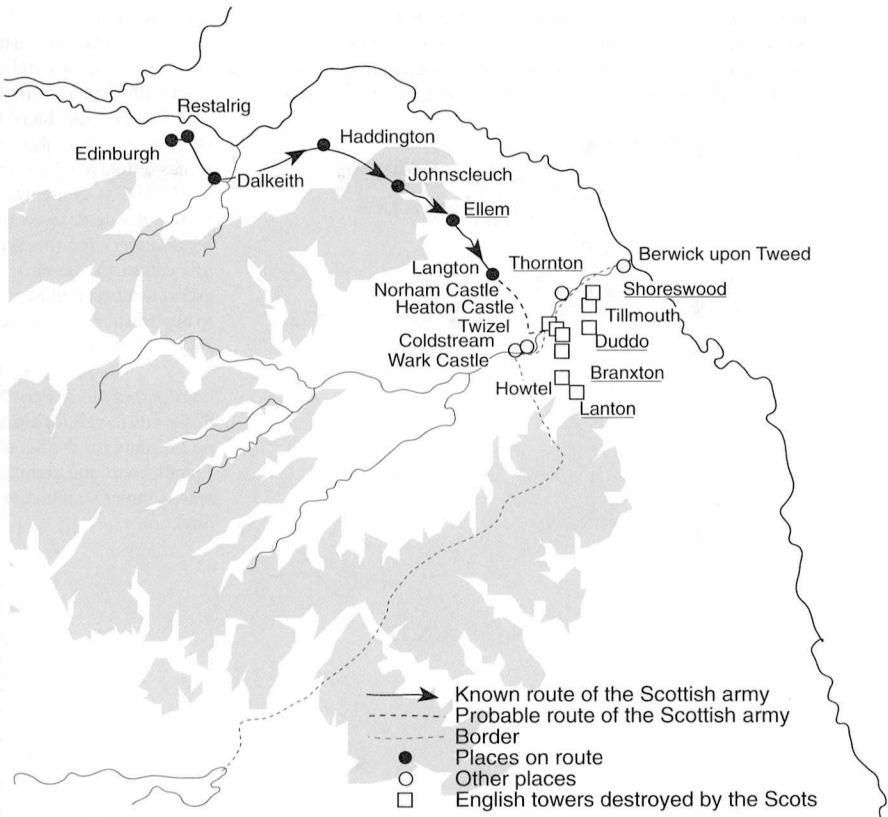 Restalrig
Edinburgh
Haddington
Dalkeith
Johnscleuch
Ellem
Langton
Thornton
Berwick upon Tweed
Norham Castle
Shoreswood
Heaton Castle
Tillmouth
Twizel
Coldstream
Duddo
Wark Castle
Branxton
Howtel
Lanton
Known route of the Scottish army
Probable route of the Scottish army
Border
Places on route
Other places
English towers destroyed by the Scots